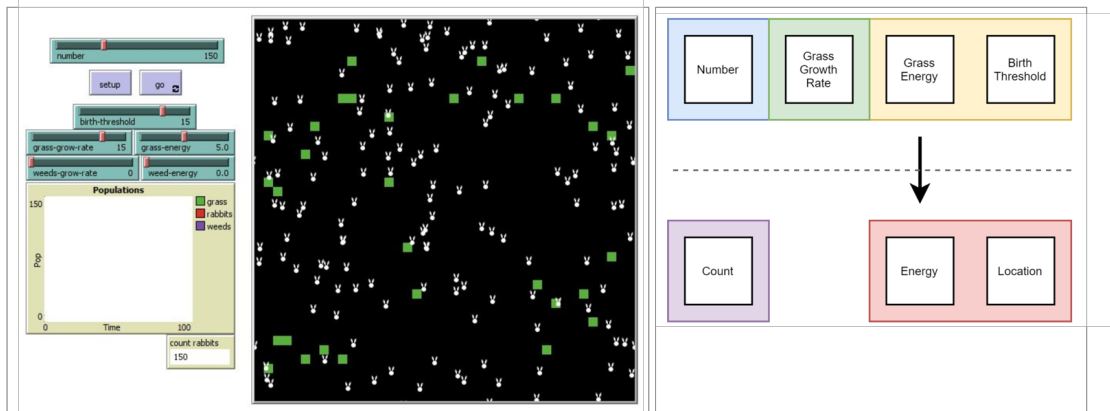 number 150
setup
go
birth-threshold 15
grass-grow-rate 15
grass-energy 5.0
weeds-grow-rate 0
weed-energy 0.0
Populations
150
Pop
0
0
Time
100
grass
rabbits
weeds
count rabbits
150
Number
Grass
Growth
Rate
Grass
Energy
Birth
Threshold
Count
Energy
Location